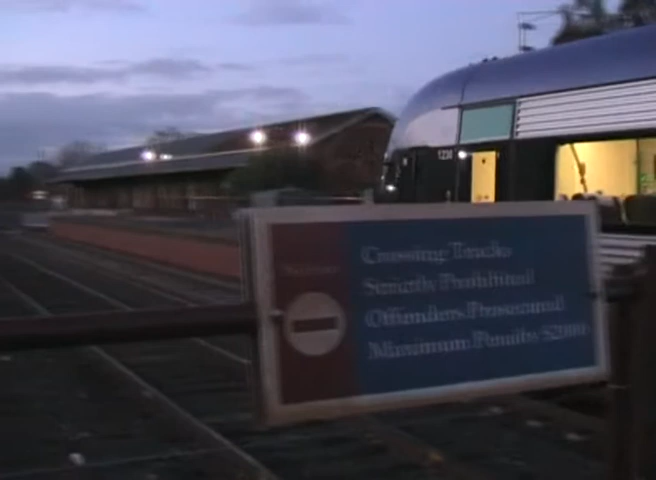 Crossing Tracks
Strictly Prohibited
Offenders Prosecuted
Maximum Penalty $2000